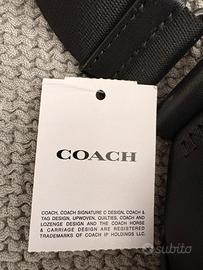 COACH
COACH, COACH SIGNATURE C DESIGN, COACH &
TAG DESIGN, UPWOVEN, QUILTIES, COACH AND
LOZENGE DESIGN AND THE COACH HORSE
& CARRIAGE DESIGN ARE REGISTERED
TRADEMARKS OF COACH IP HOLDINGS LLC.
subito